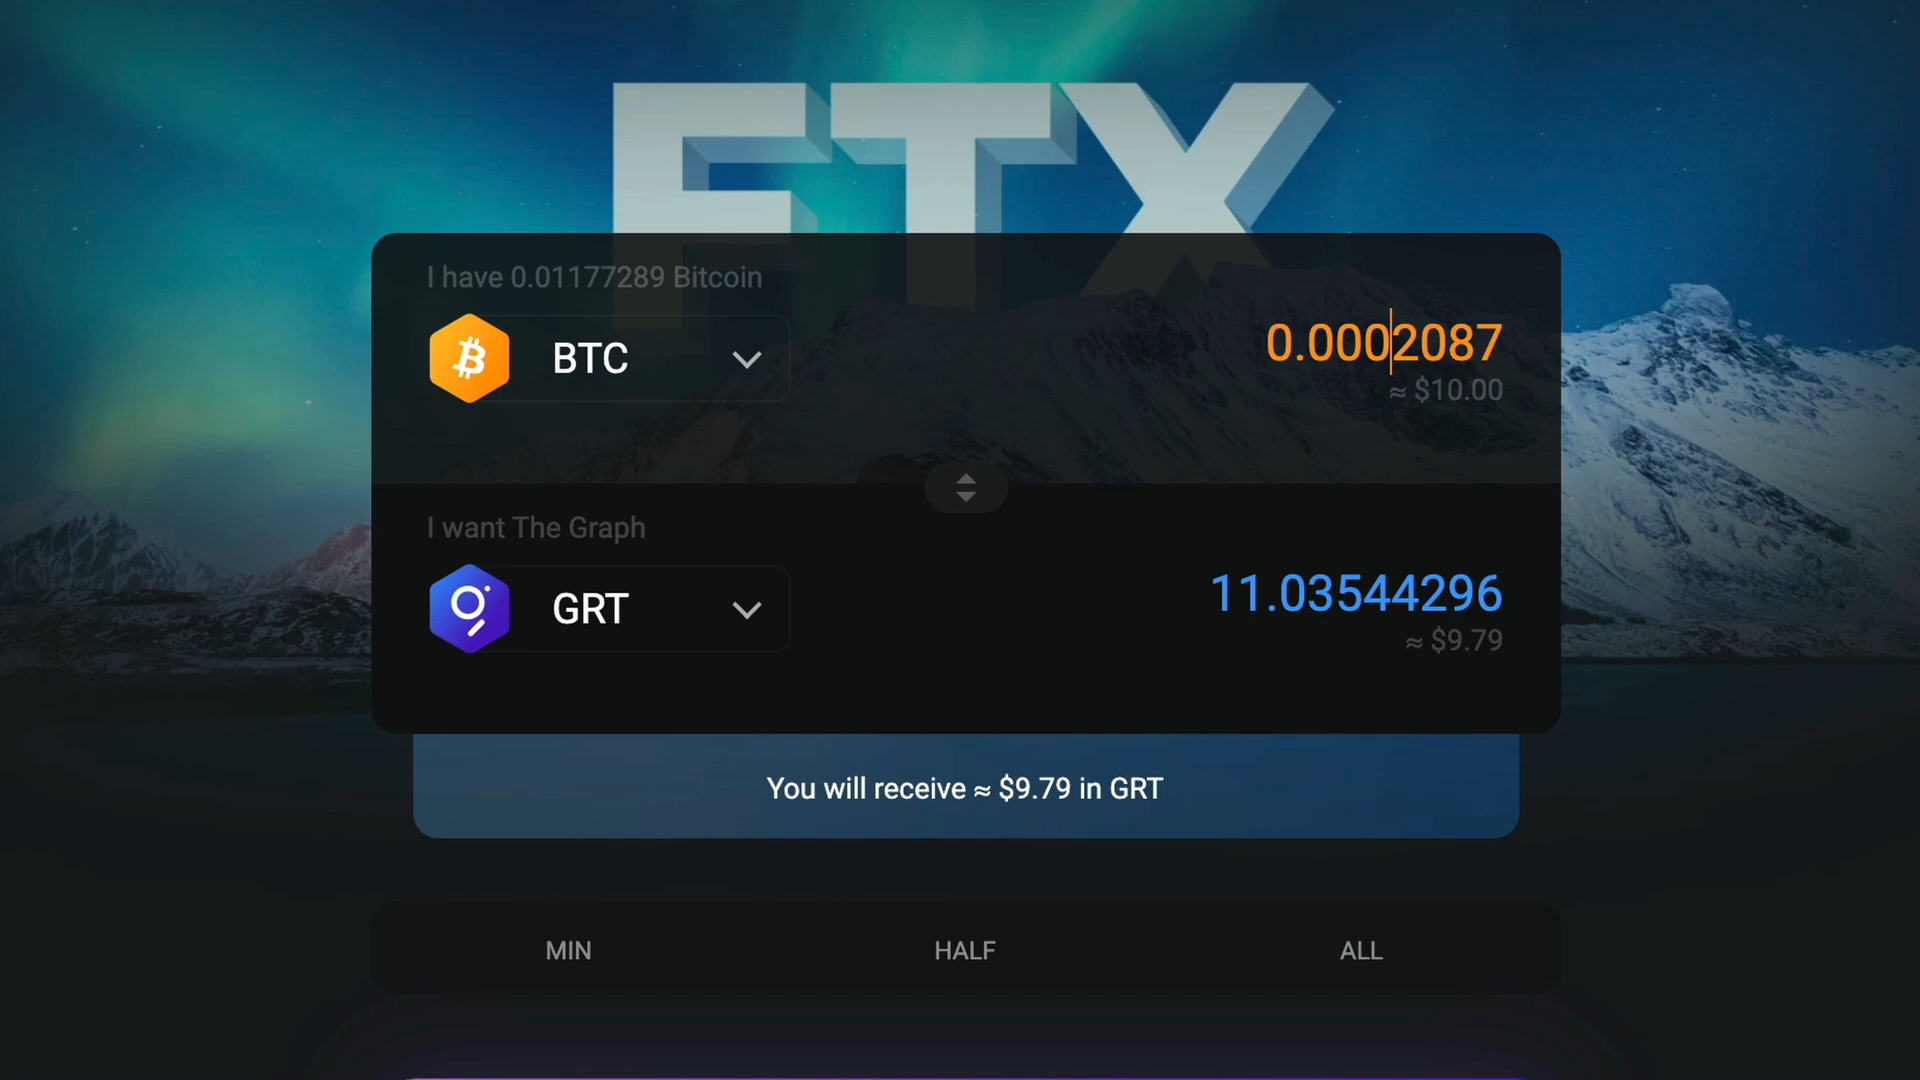 FTX
I have 0.01177289 Bitcoin
BTC
0.0002087
≈ $10.00
I want The Graph
GRT
11.03544296
≈ $9.79
You will receive ≈ $9.79 in GRT
MIN
HALF
ALL